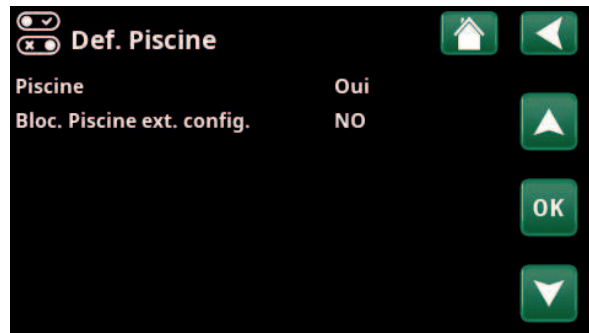 Def. Piscine
Piscine Oui
Bloc. Piscine ext. config. NO
OK